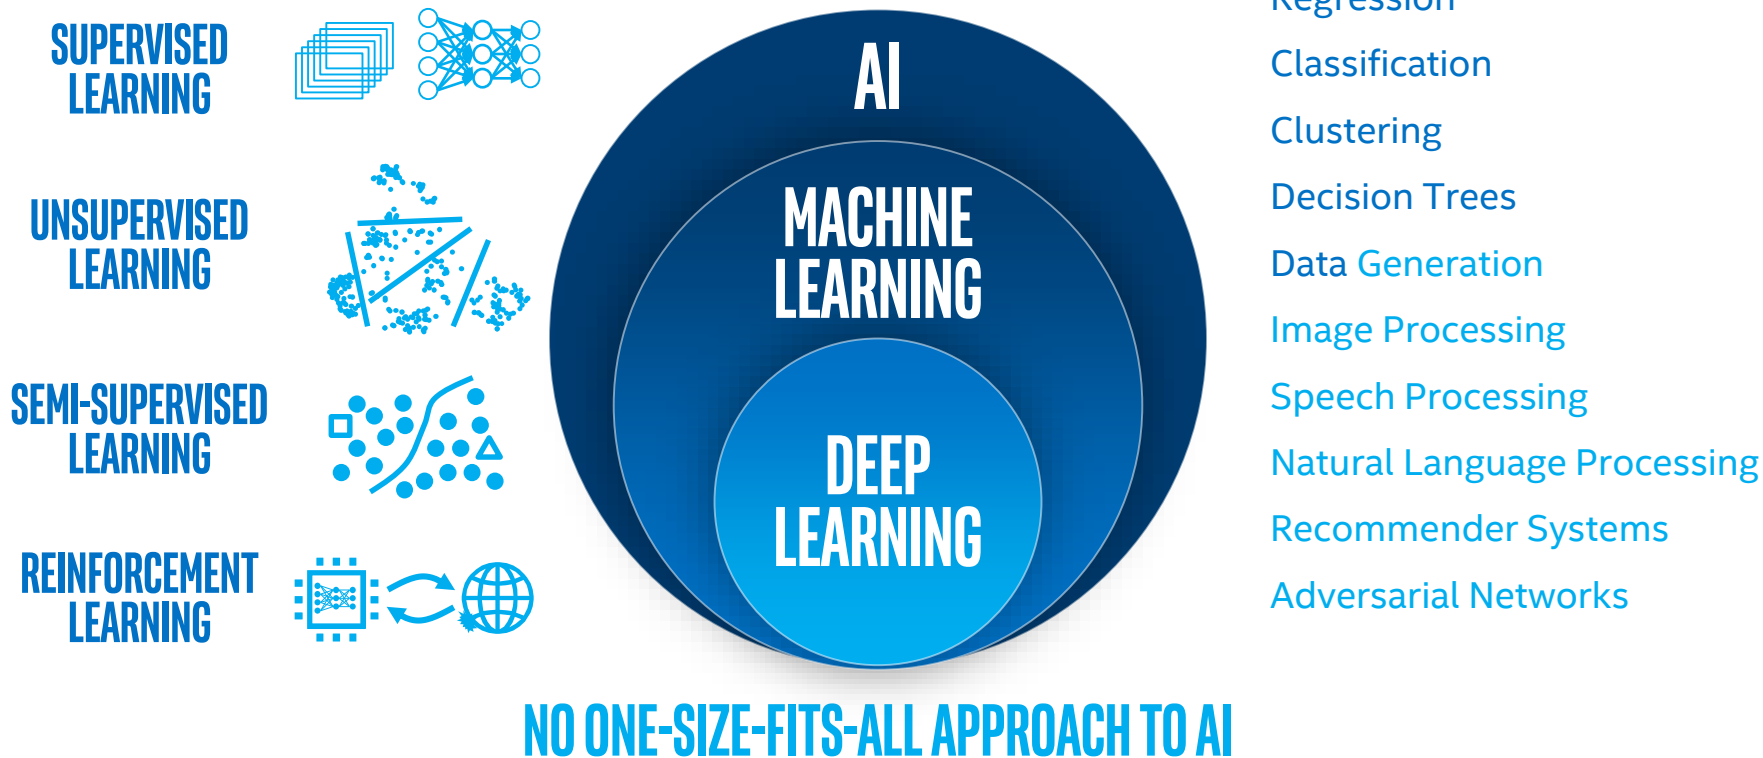 SUPERVISED
LEARNING
UNSUPERVISED
LEARNING
SEMI-SUPERVISED
LEARNING
REINFORCEMENT
LEARNING
AI
MACHINE
LEARNING
DEEP
LEARNING
Regression
Classification
Clustering
Decision Trees
Data Generation
Image Processing
Speech Processing
Natural Language Processing
Recommender Systems
Adversarial Networks
NO ONE-SIZE-FITS-ALL APPROACH TO AI